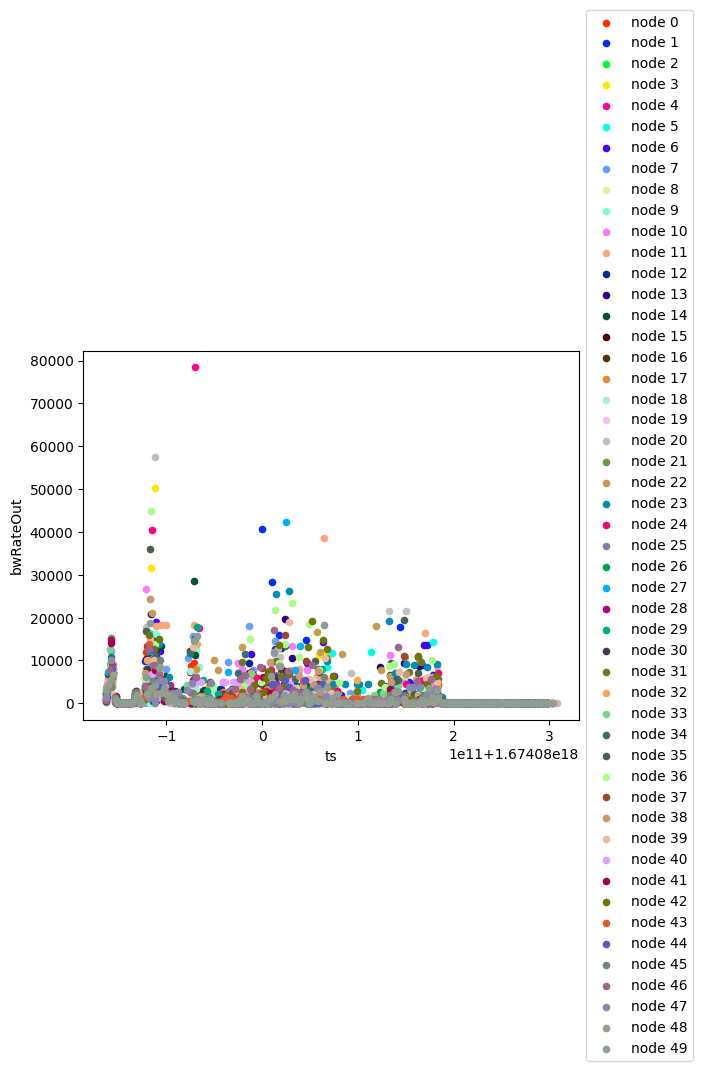 node 0
node 1
node 2
node 3
node 4
node 5
node 6
node 7
node 8
node 9
node 10
node 11
node 12
node 13
node 14
node 15
node 16
node 17
node 18
node 19
node 20
node 21
node 22
node 23
node 24
node 25
node 26
node 27
node 28
node 29
node 30
node 31
node 32
node 33
node 34
node 35
node 36
node 37
node 38
node 39
node 40
node 41
node 42
node 43
node 44
node 45
node 46
node 47
node 48
node 49
80000
70000
60000
50000
40000
30000
20000
10000
0
bwRateOut
−1 0 1 2 3
ts
1e11+1.67408e18